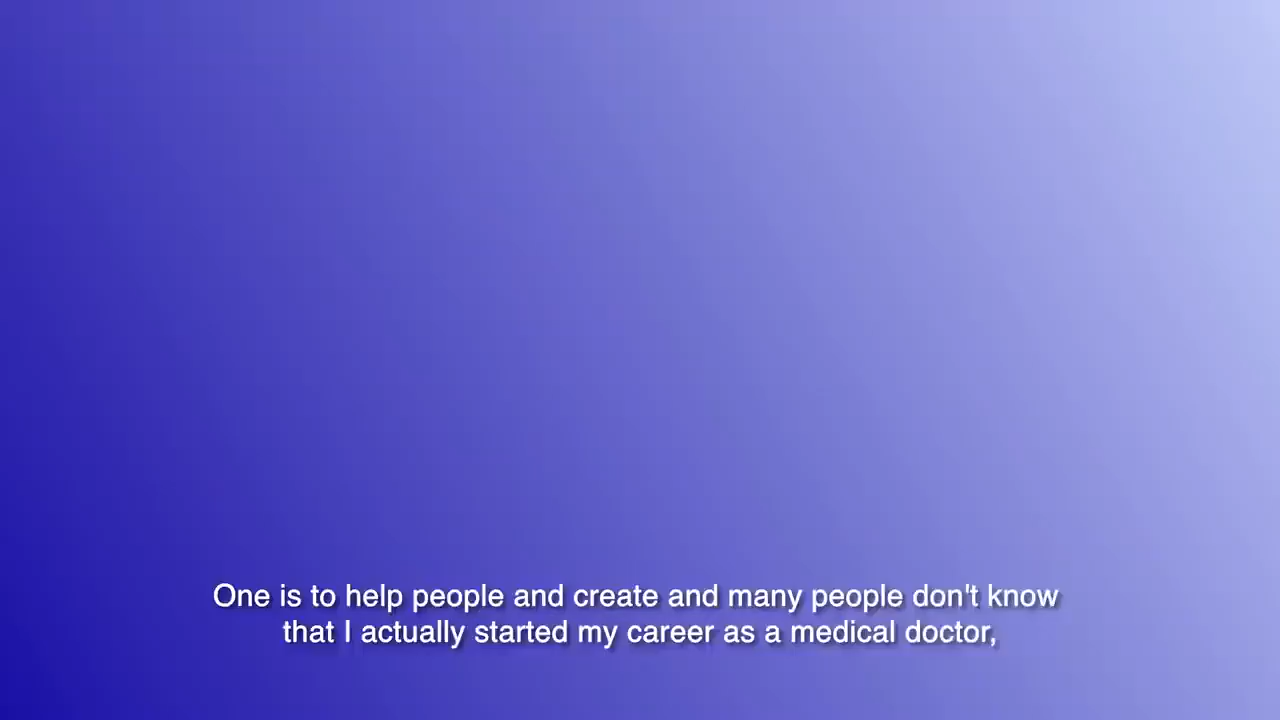 One is to help people and create and many people don't know
that I actually started my career as a medical doctor,